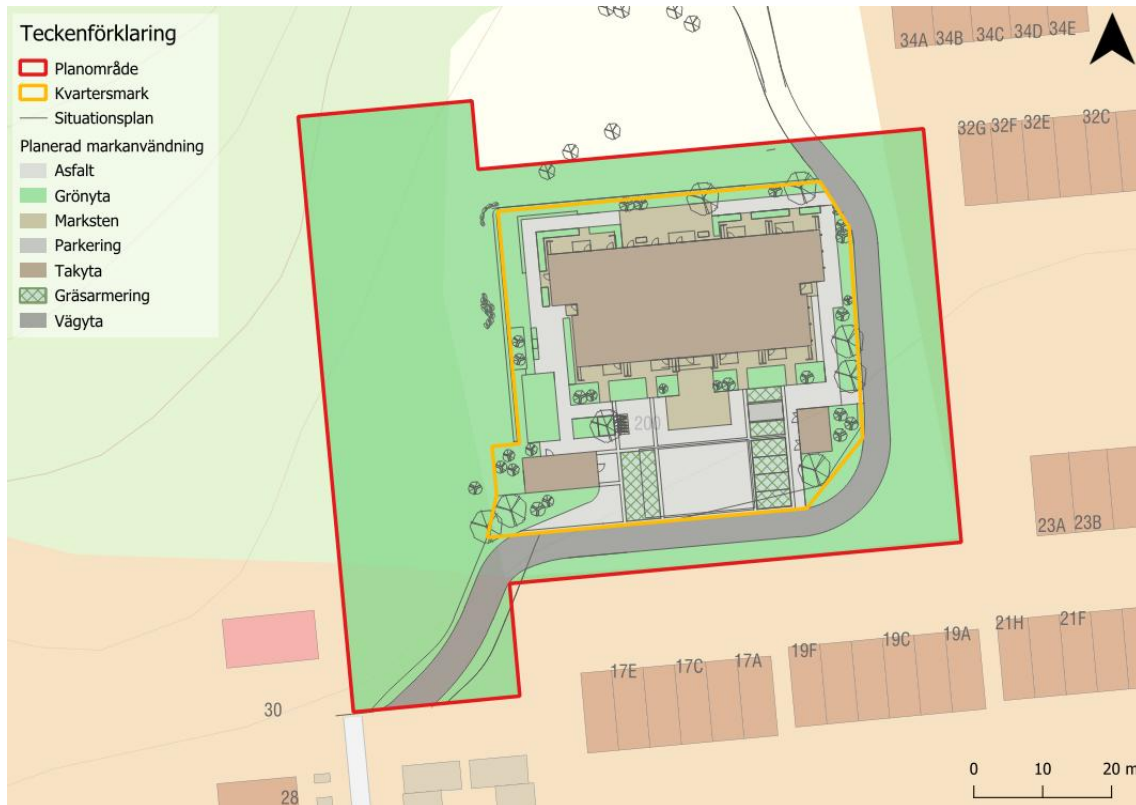 Teckenförklaring
Planområde
Kvartersmark
Situationsplan
Planerad markanvändning
Asfalt
Grönyta
Marksten
Parkering
Takyta
Gräsarmering
Vägyta
34A 34B 34C 34D 34E
32G 32F 32E 32C
200
23A 23B
21H 21F
19F 19C 19A
17E 17C 17A
30
28
0 10 20 m